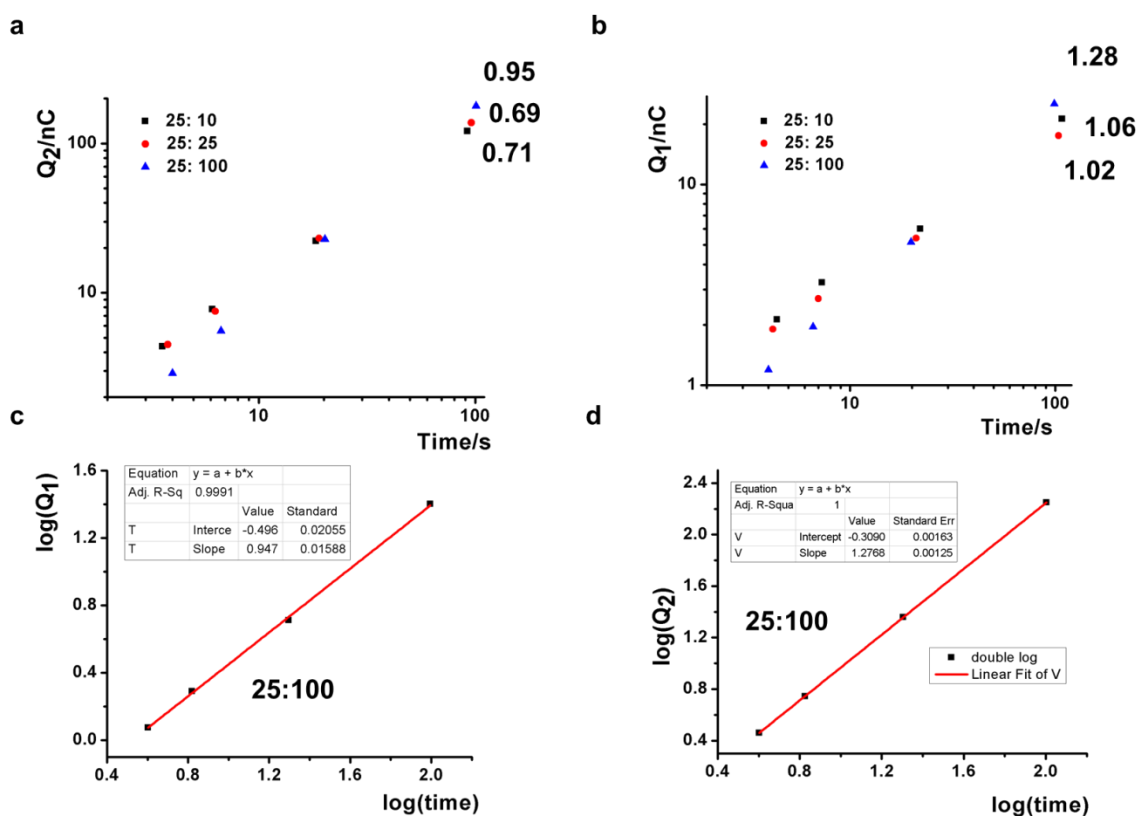 a
Q2/nC
100
10
25: 10
25: 25
25: 100
0.95
0.69
0.71
10
100
Time/s
b
Q1/nC
10
1
25: 10
25: 25
25: 100
1.28
1.06
1.02
10
100
Time/s
c
log(Q1)
1.6
1.2
0.8
0.4
0.0
Equation y = a + b*x
Adj. R-Sq 0.9991
Value Standard
T Interce -0.496 0.02055
T Slope 0.947 0.01588
25:100
0.4 0.8 1.2 1.6 2.0
log(time)
d
log(Q2)
2.4
2.0
1.6
1.2
0.8
0.4
Equation y = a + b*x
Adj. R-Squa 1
Value Standard Err
V Intercept -0.3090 0.00163
V Slope 1.2768 0.00125
25:100
double log
Linear Fit of V
0.4 0.8 1.2 1.6 2.0
log(time)